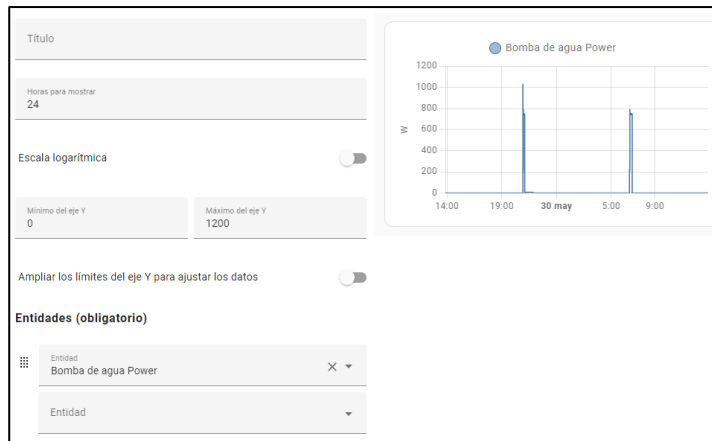 Título
Horas para mostrar
24
Escala logarítmica
Mínimo del eje Y
0
Máximo del eje Y
1200
Ampliar los límites del eje Y para ajustar los datos
Entidades (obligatorio)
Entidad
Bomba de agua Power
Entidad
Bomba de agua Power
1200
1000
800
600
400
200
0
W
14:00 19:00 30 may 5:00 9:00